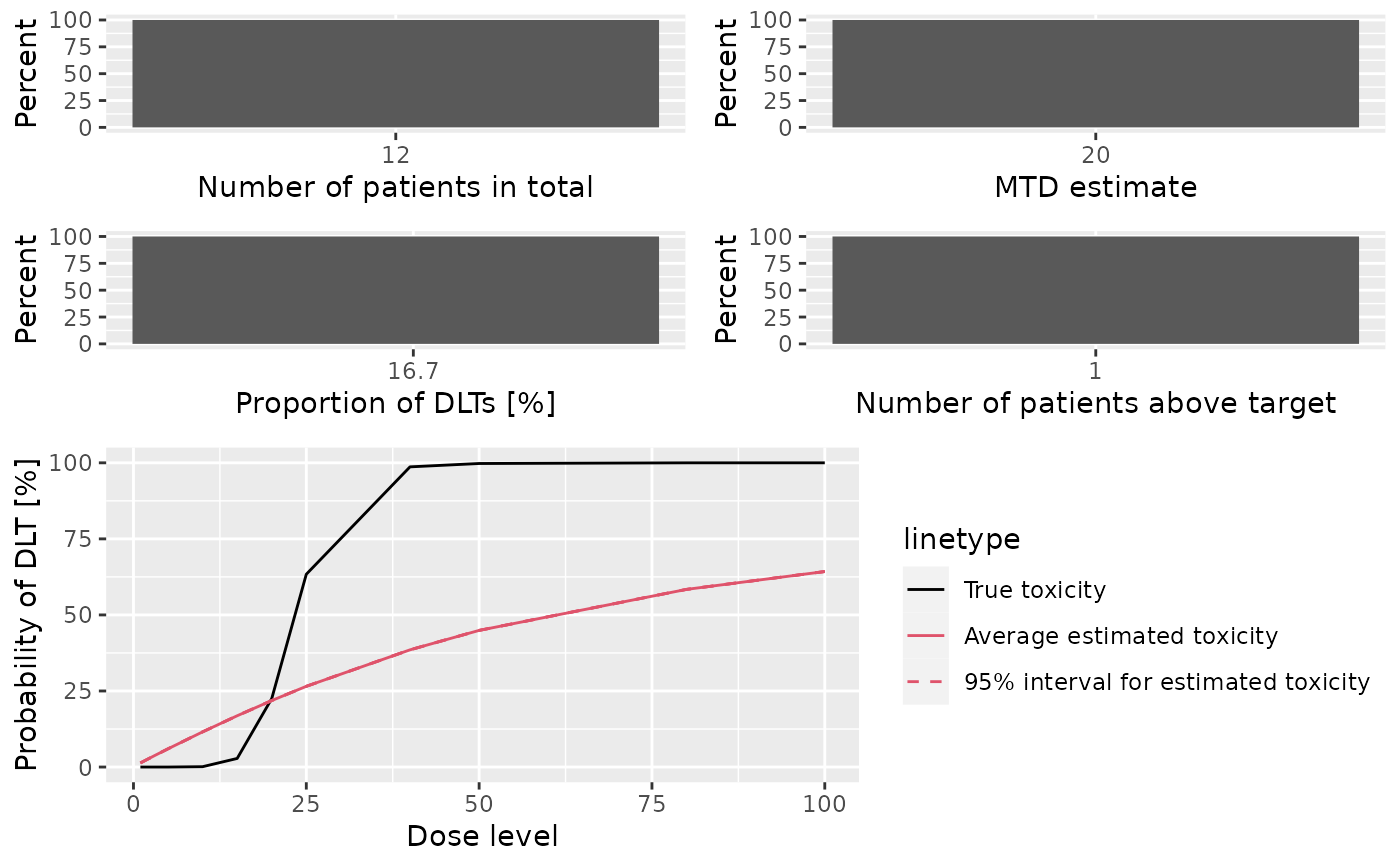 Percent
100
75
50
25
0
12
Number of patients in total
Percent
100
75
50
25
0
20
MTD estimate
Percent
100
75
50
25
0
16.7
Proportion of DLTs [%]
Percent
100
75
50
25
0
1
Number of patients above target
Probability of DLT [%]
100
75
50
25
0
0 25 50 75 100
Dose level
linetype
True toxicity
Average estimated toxicity
95% interval for estimated toxicity